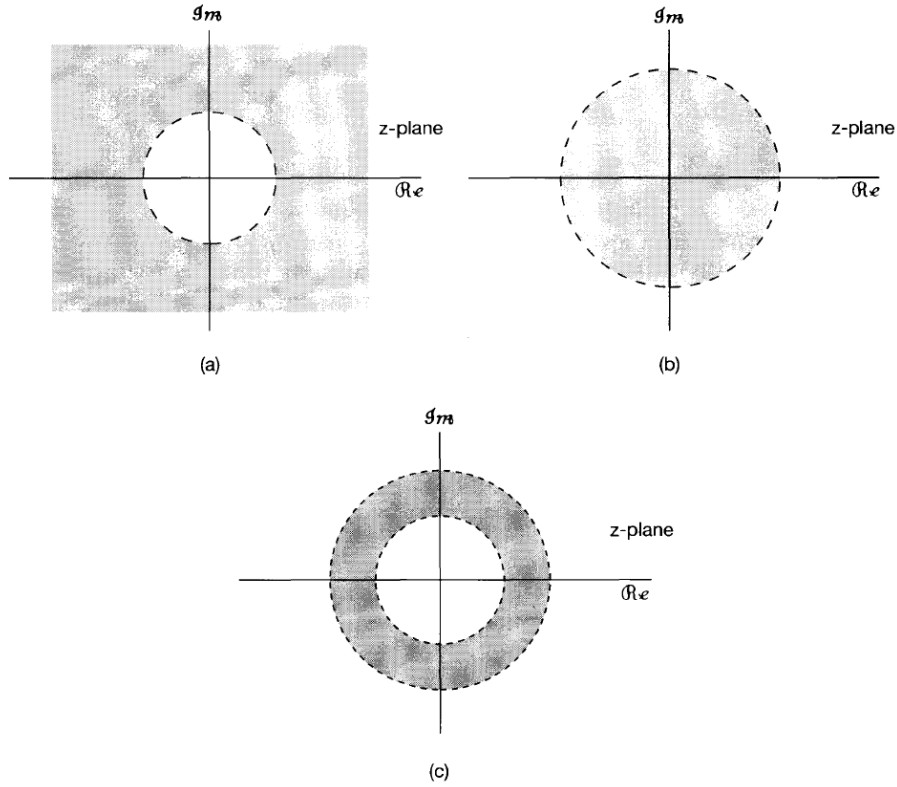 ℐ𝓂
z-plane
ℛℯ
(a)
ℐ𝓂
z-plane
ℛℯ
(b)
ℐ𝓂
z-plane
ℛℯ
(c)